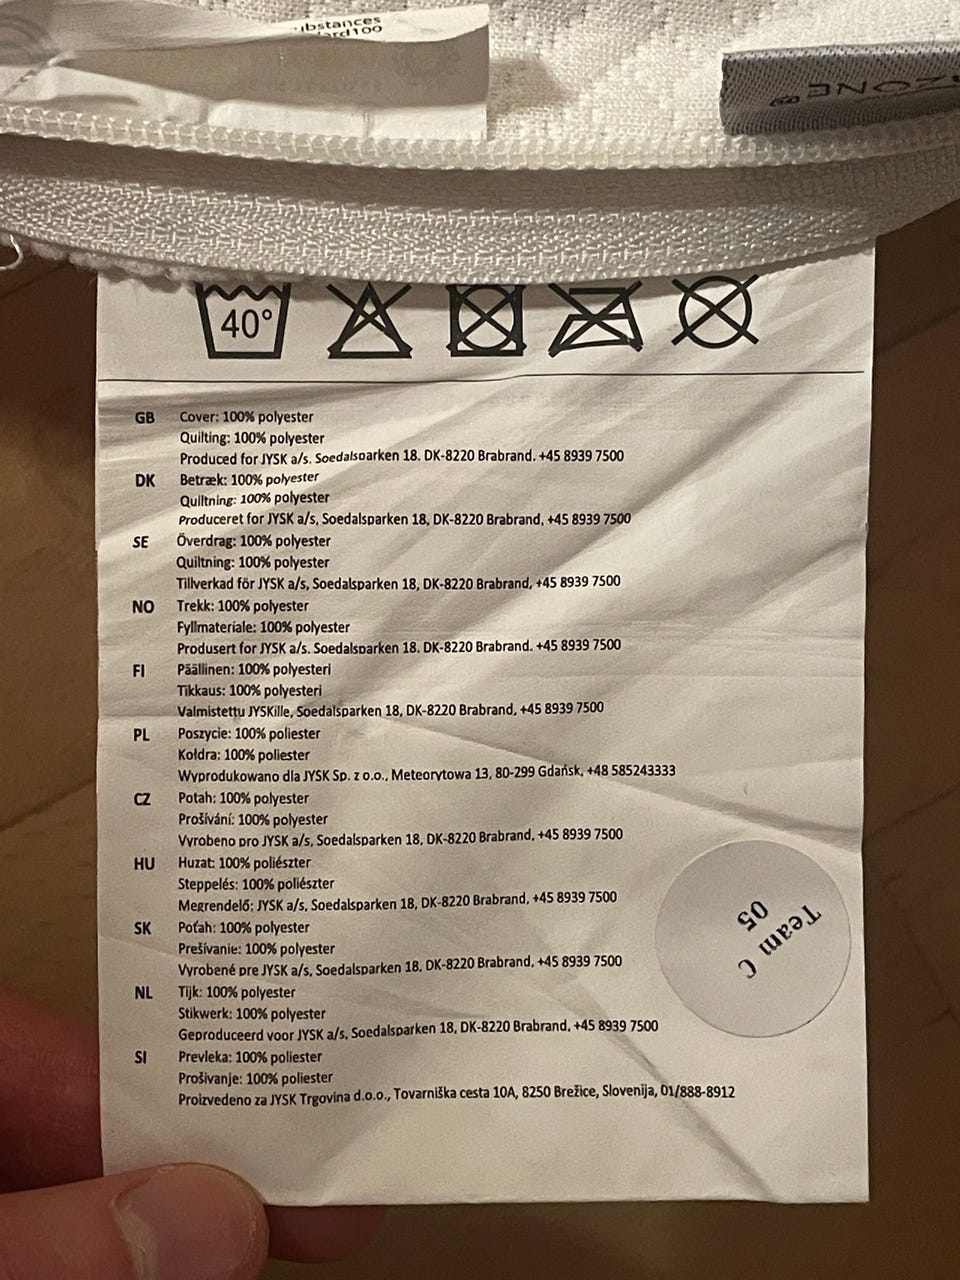 ubstances
ard100
ZONE®
40°
GB Cover: 100% polyester
Quilting: 100% polyester
Produced for JYSK a/s. Soedalsparken 18. DK-8220 Brabrand. +45 8939 7500
DK Betræk: 100% polyester
Quiltning: 100% polyester
Produceret for JYSK a/s, Soedalsparken 18, DK-8220 Brabrand, +45 8939 7500
SE Överdrag: 100% polyester
Quiltning: 100% polyester
Tillverkad för JYSK a/s, Soedalsparken 18, DK-8220 Brabrand, +45 8939 7500
NO Trekk: 100% polyester
Fyllmateriale: 100% polyester
Produsert for JYSK a/s. Soedalsparken 18. DK-8220 Brabrand. +45 8939 7500
FI Päällinen: 100% polyesteri
Tikkaus: 100% polyesteri
Valmistettu JYSKille, Soedalsparken 18, DK-8220 Brabrand, +45 8939 7500
PL Poszycie: 100% poliester
Kołdra: 100% poliester
Wyprodukowano dla JYSK Sp. z o.o., Meteorytowa 13, 80-299 Gdańsk, +48 585243333
CZ Potah: 100% polyester
Prošívání: 100% polyester
Vyrobeno pro JYSK a/s, Soedalsparken 18, DK-8220 Brabrand, +45 8939 7500
HU Huzat: 100% poliészter
Steppelés: 100% poliészter
Megrendelő: JYSK a/s, Soedalsparken 18, DK-8220 Brabrand, +45 8939 7500
SK Poťah: 100% polyester
Prešívanie: 100% polyester
Vyrobené pre JYSK a/s, Soedalsparken 18, DK-8220 Brabrand, +45 8939 7500
NL Tijk: 100% polyester
Stikwerk: 100% polyester
Geproduceerd voor JYSK a/s, Soedalsparken 18, DK-8220 Brabrand, +45 8939 7500
SI Prevleka: 100% poliester
Prošivanje: 100% poliester
Proizvedeno za JYSK Trgovina d.o.o., Tovarniška cesta 10A, 8250 Brežice, Slovenija, 01/888-8912
Team C
05